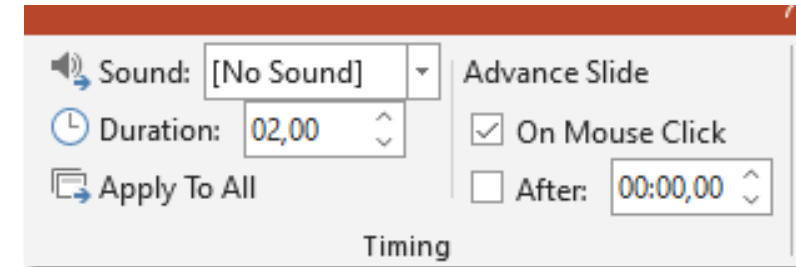 Sound: [No Sound]
Duration: 02,00
Apply To All
Advance Slide
On Mouse Click
After: 00:00,00
Timing